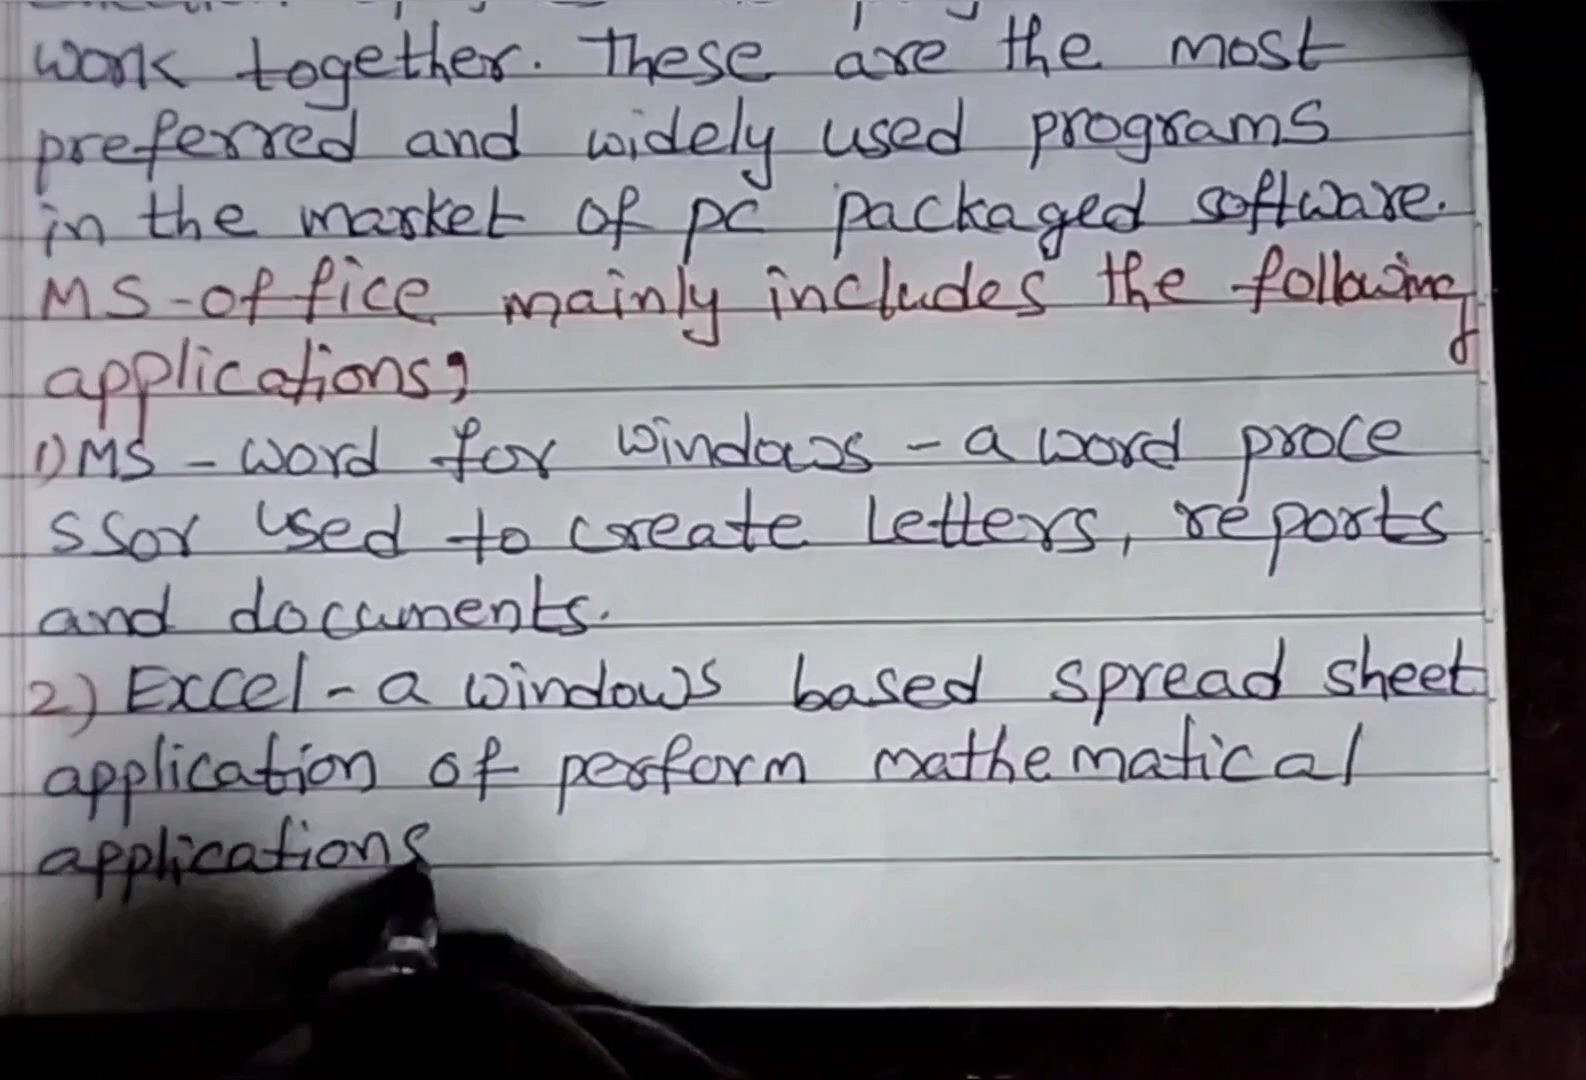 work together. These are the most
preferred and widely used programs
in the market of pc packaged software.
MS-office mainly includes the following
applications;
1) MS - word for windows - a word proce
ssor used to create letters, reports
and documents.
2) Excel - a windows based spread sheet
application of perform mathematical
applications